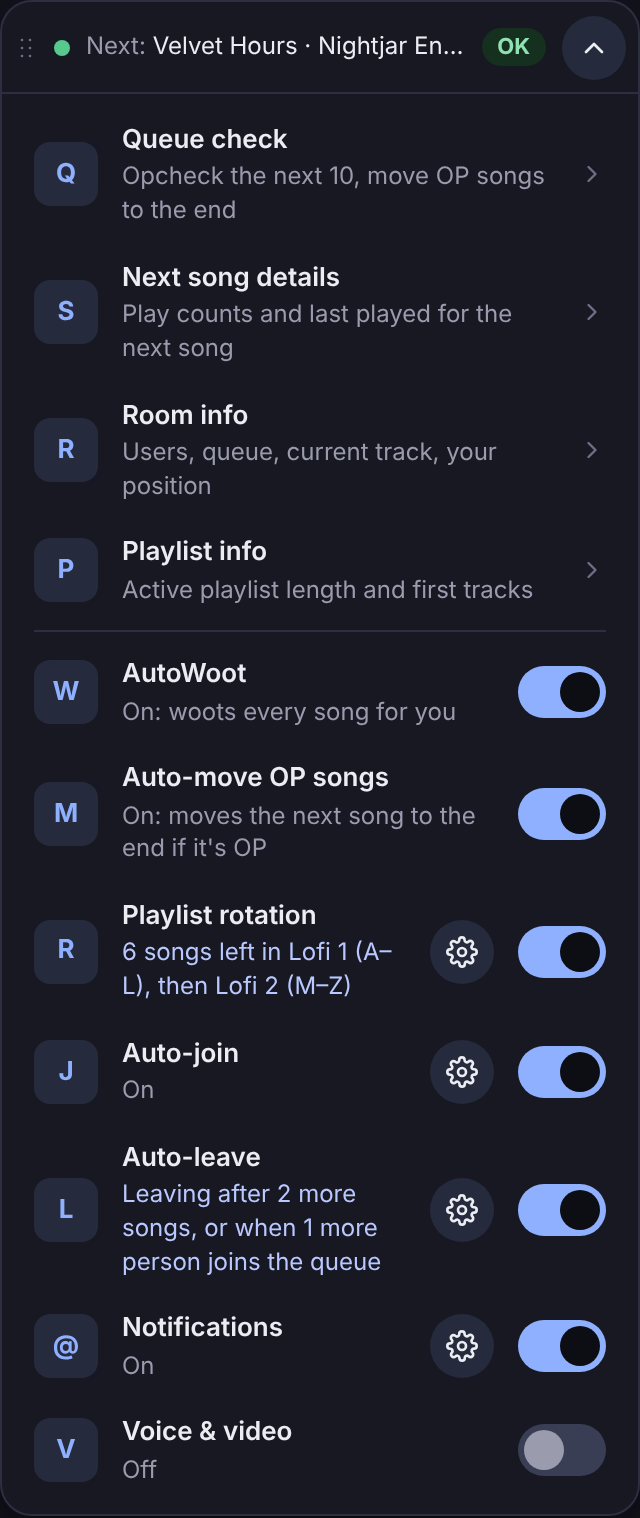 Next: Velvet Hours · Nightjar En... OK
Q
Queue check
Opcheck the next 10, move OP songs
to the end
S
Next song details
Play counts and last played for the
next song
R
Room info
Users, queue, current track, your
position
P
Playlist info
Active playlist length and first tracks
W
AutoWoot
On: woots every song for you
M
Auto-move OP songs
On: moves the next song to the
end if it's OP
R
Playlist rotation
6 songs left in Lofi 1 (A–
L), then Lofi 2 (M–Z)
J
Auto-join
On
L
Auto-leave
Leaving after 2 more
songs, or when 1 more
person joins the queue
@
Notifications
On
V
Voice & video
Off